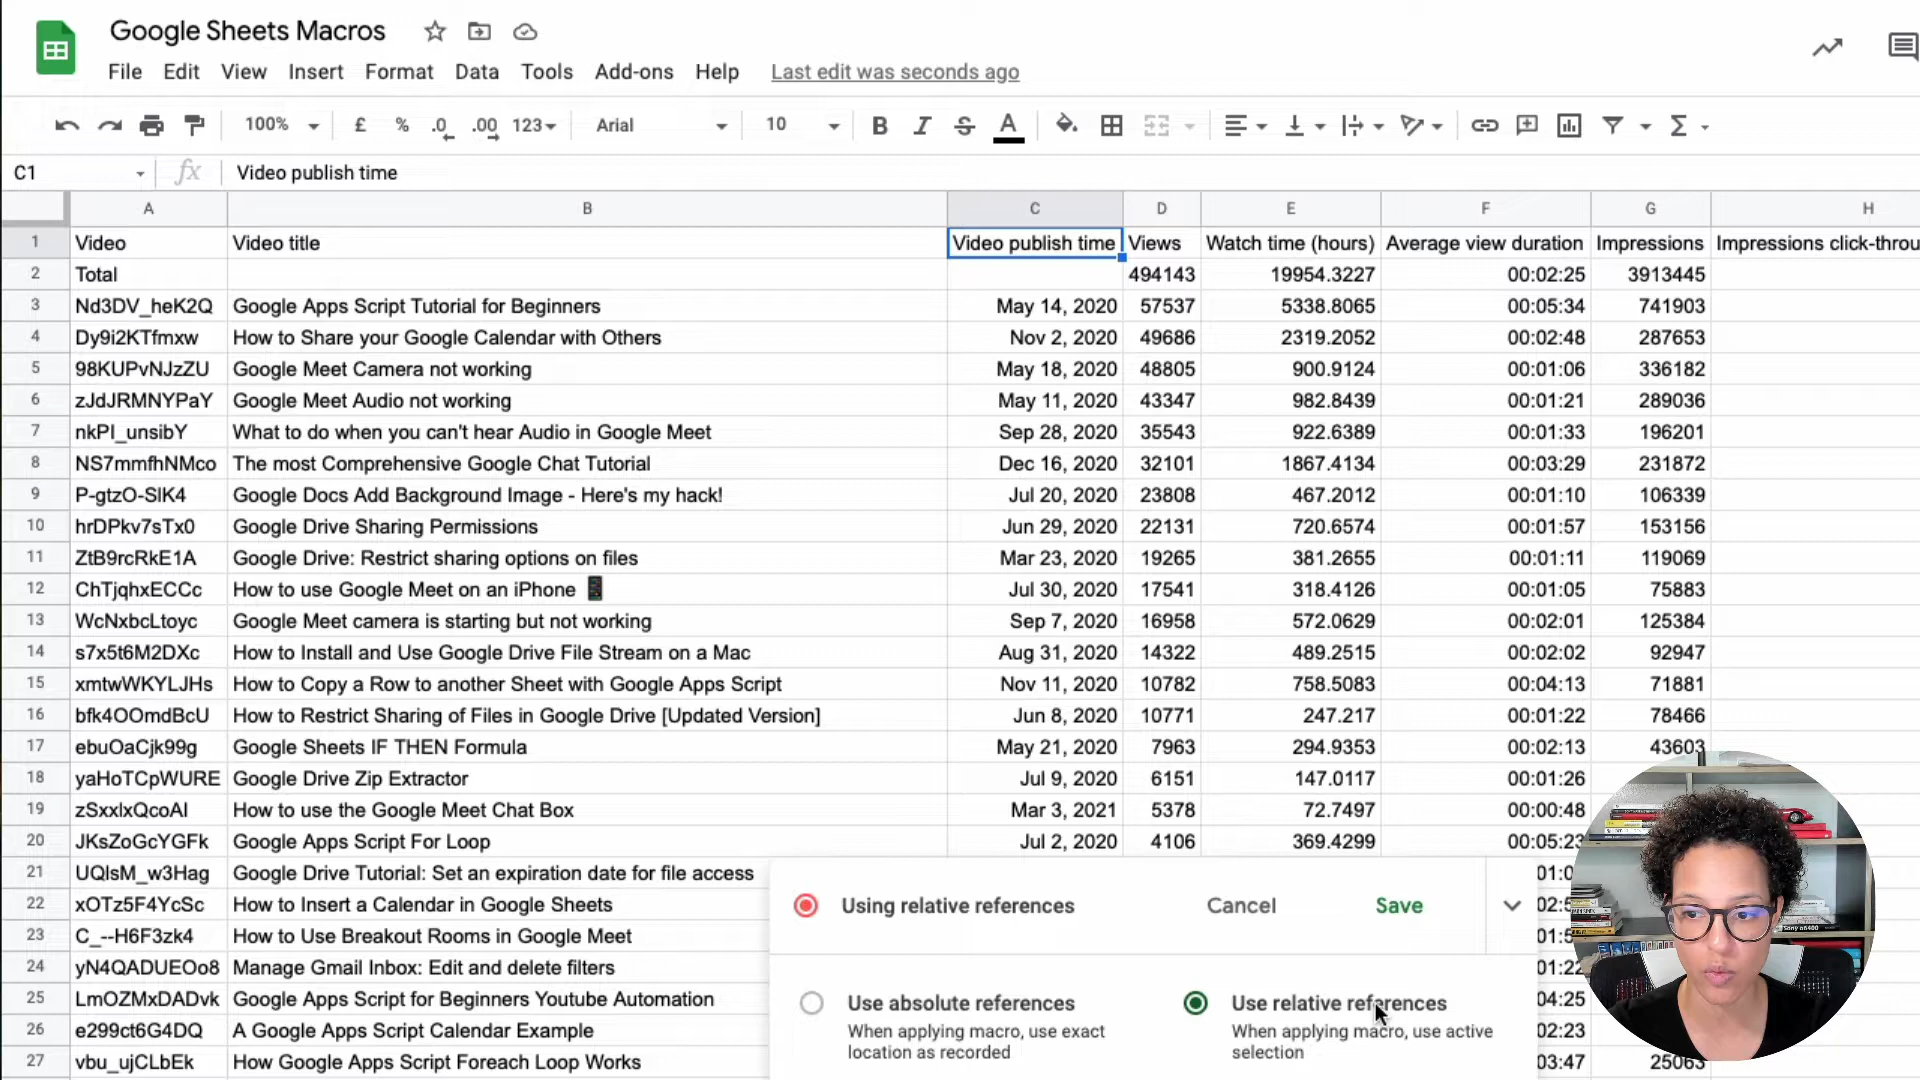 Google Sheets Macros
File Edit View Insert Format Data Tools Add-ons Help Last edit was seconds ago
100% £ % .0 .00 123 Arial 10 B I S A Σ
C1 fx Video publish time
A B C D E F G H
1 Video Video title Video publish time Views Watch time (hours) Average view duration Impressions Impressions click-throu
2 Total 494143 19954.3227 00:02:25 3913445
3 Nd3DV_heK2Q Google Apps Script Tutorial for Beginners May 14, 2020 57537 5338.8065 00:05:34 741903
4 Dy9i2KTfmxw How to Share your Google Calendar with Others Nov 2, 2020 49686 2319.2052 00:02:48 287653
5 98KUPvNJzZU Google Meet Camera not working May 18, 2020 48805 900.9124 00:01:06 336182
6 zJdJRMNYPaY Google Meet Audio not working May 11, 2020 43347 982.8439 00:01:21 289036
7 nkPI_unsibY What to do when you can't hear Audio in Google Meet Sep 28, 2020 35543 922.6389 00:01:33 196201
8 NS7mmfhNMco The most Comprehensive Google Chat Tutorial Dec 16, 2020 32101 1867.4134 00:03:29 231872
9 P-gtzO-SlK4 Google Docs Add Background Image - Here's my hack! Jul 20, 2020 23808 467.2012 00:01:10 106339
10 hrDPkv7sTx0 Google Drive Sharing Permissions Jun 29, 2020 22131 720.6574 00:01:57 153156
11 ZtB9rcRkE1A Google Drive: Restrict sharing options on files Mar 23, 2020 19265 381.2655 00:01:11 119069
12 ChTjqhxECCc How to use Google Meet on an iPhone 📱 Jul 30, 2020 17541 318.4126 00:01:05 75883
13 WcNxbcLtoyc Google Meet camera is starting but not working Sep 7, 2020 16958 572.0629 00:02:01 125384
14 s7x5t6M2DXc How to Install and Use Google Drive File Stream on a Mac Aug 31, 2020 14322 489.2515 00:02:02 92947
15 xmtwWKYLJHs How to Copy a Row to another Sheet with Google Apps Script Nov 11, 2020 10782 758.5083 00:04:13 71881
16 bfk4OOmdBcU How to Restrict Sharing of Files in Google Drive [Updated Version] Jun 8, 2020 10771 247.217 00:01:22 78466
17 ebuOaCjk99g Google Sheets IF THEN Formula May 21, 2020 7963 294.9353 00:02:13 43603
18 yaHoTCpWURE Google Drive Zip Extractor Jul 9, 2020 6151 147.0117 00:01:26
19 zSxxlxQcoAI How to use the Google Meet Chat Box Mar 3, 2021 5378 72.7497 00:00:48
20 JKsZoGcYGFk Google Apps Script For Loop Jul 2, 2020 4106 369.4299 00:05:23
21 UQlsM_w3Hag Google Drive Tutorial: Set an expiration date for file access
22 xOTz5F4YcSc How to Insert a Calendar in Google Sheets
23 C_--H6F3zk4 How to Use Breakout Rooms in Google Meet
24 yN4QADUEOo8 Manage Gmail Inbox: Edit and delete filters 01:22
25 LmOZMxDADvk Google Apps Script for Beginners Youtube Automation 04:25
26 e299ct6G4DQ A Google Apps Script Calendar Example 02:23
27 vbu_ujCLbEk How Google Apps Script Foreach Loop Works 03:47 25063
Using relative references Cancel Save
Use absolute references
When applying macro, use exact
location as recorded
Use relative references
When applying macro, use active
selection